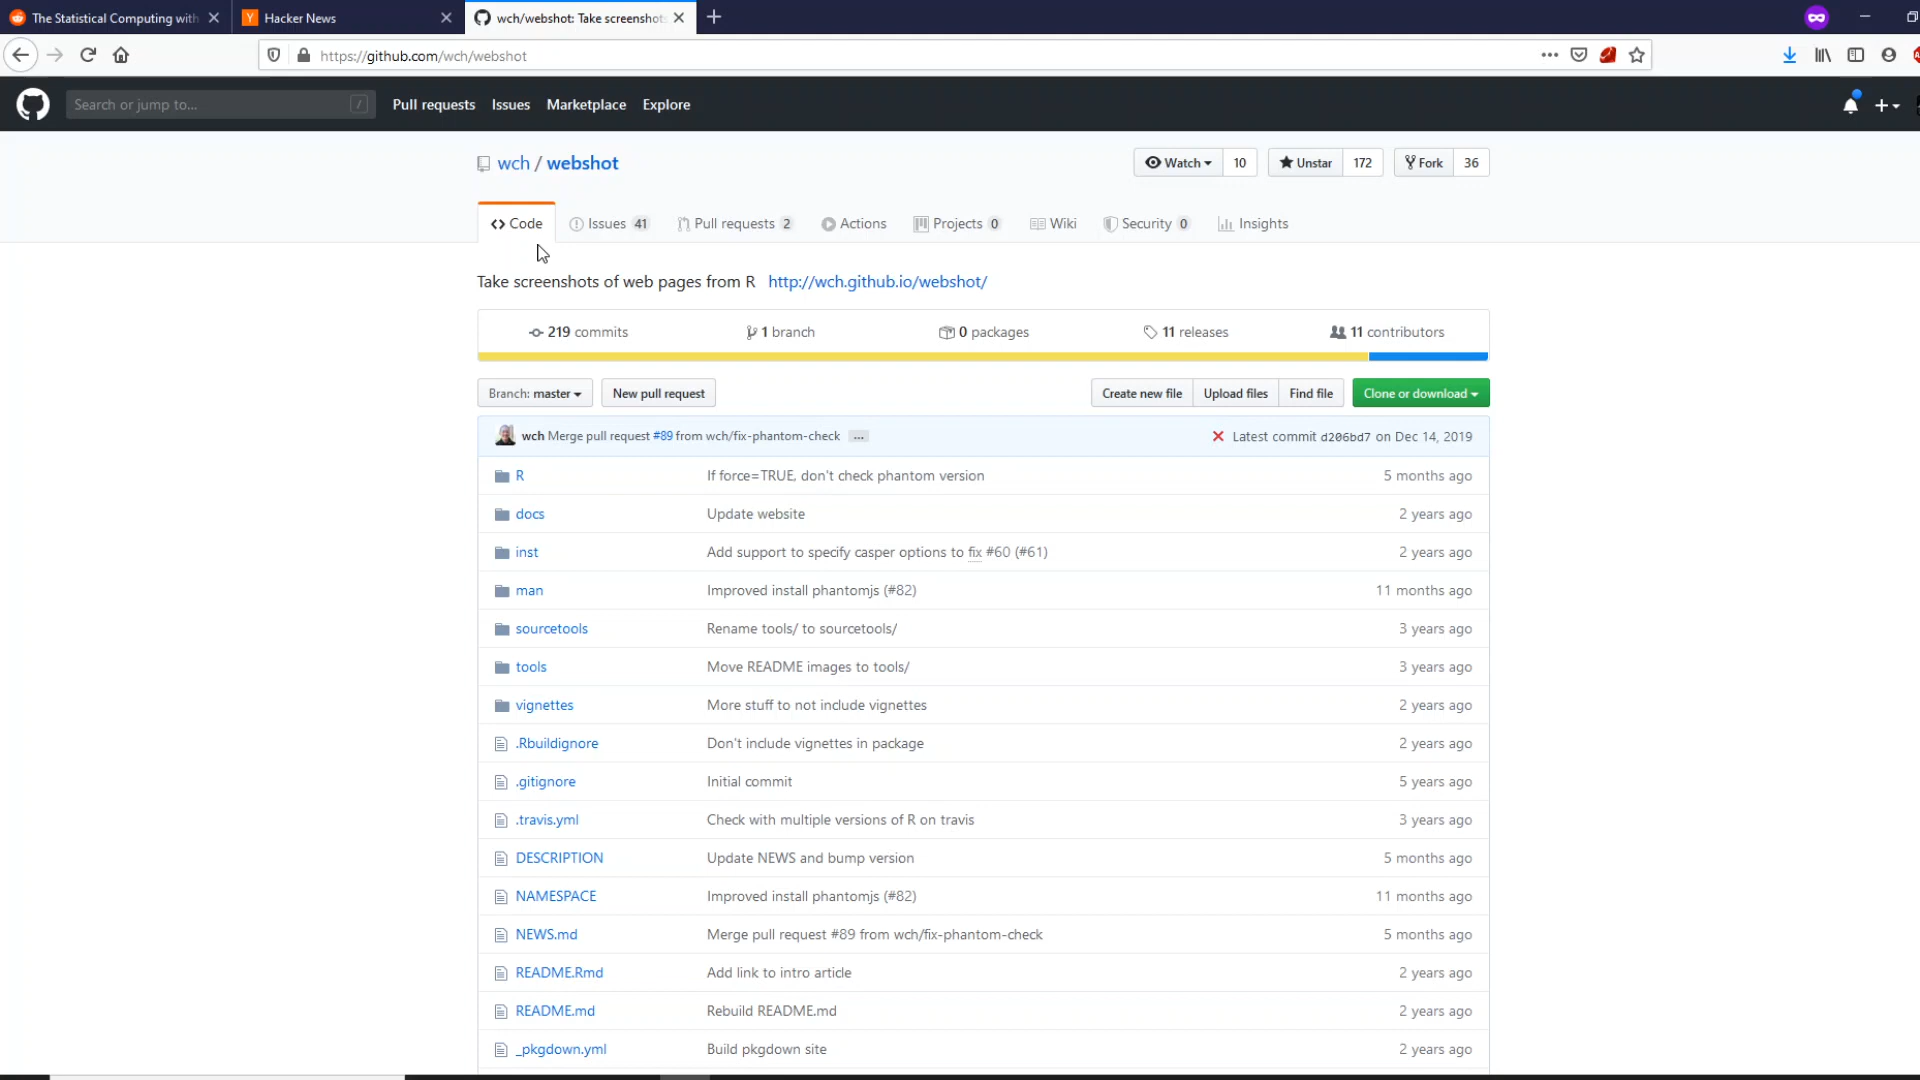 The Statistical Computing with
Hacker News
wch/webshot: Take screenshots
https://github.com/wch/webshot
Search or jump to... /
Pull requests Issues Marketplace Explore
wch / webshot
Watch 10 Unstar 172 Fork 36
Code Issues 41 Pull requests 2 Actions Projects 0 Wiki Security 0 Insights
Take screenshots of web pages from R http://wch.github.io/webshot/
219 commits 1 branch 0 packages 11 releases 11 contributors
Branch: master New pull request Create new file Upload files Find file Clone or download
wch Merge pull request #89 from wch/fix-phantom-check ... Latest commit d206bd7 on Dec 14, 2019
R If force=TRUE, don't check phantom version 5 months ago
docs Update website 2 years ago
inst Add support to specify casper options to fix #60 (#61) 2 years ago
man Improved install phantomjs (#82) 11 months ago
sourcetools Rename tools/ to sourcetools/ 3 years ago
tools Move README images to tools/ 3 years ago
vignettes More stuff to not include vignettes 2 years ago
.Rbuildignore Don't include vignettes in package 2 years ago
.gitignore Initial commit 5 years ago
.travis.yml Check with multiple versions of R on travis 3 years ago
DESCRIPTION Update NEWS and bump version 5 months ago
NAMESPACE Improved install phantomjs (#82) 11 months ago
NEWS.md Merge pull request #89 from wch/fix-phantom-check 5 months ago
README.Rmd Add link to intro article 2 years ago
README.md Rebuild README.md 2 years ago
_pkgdown.yml Build pkgdown site 2 years ago